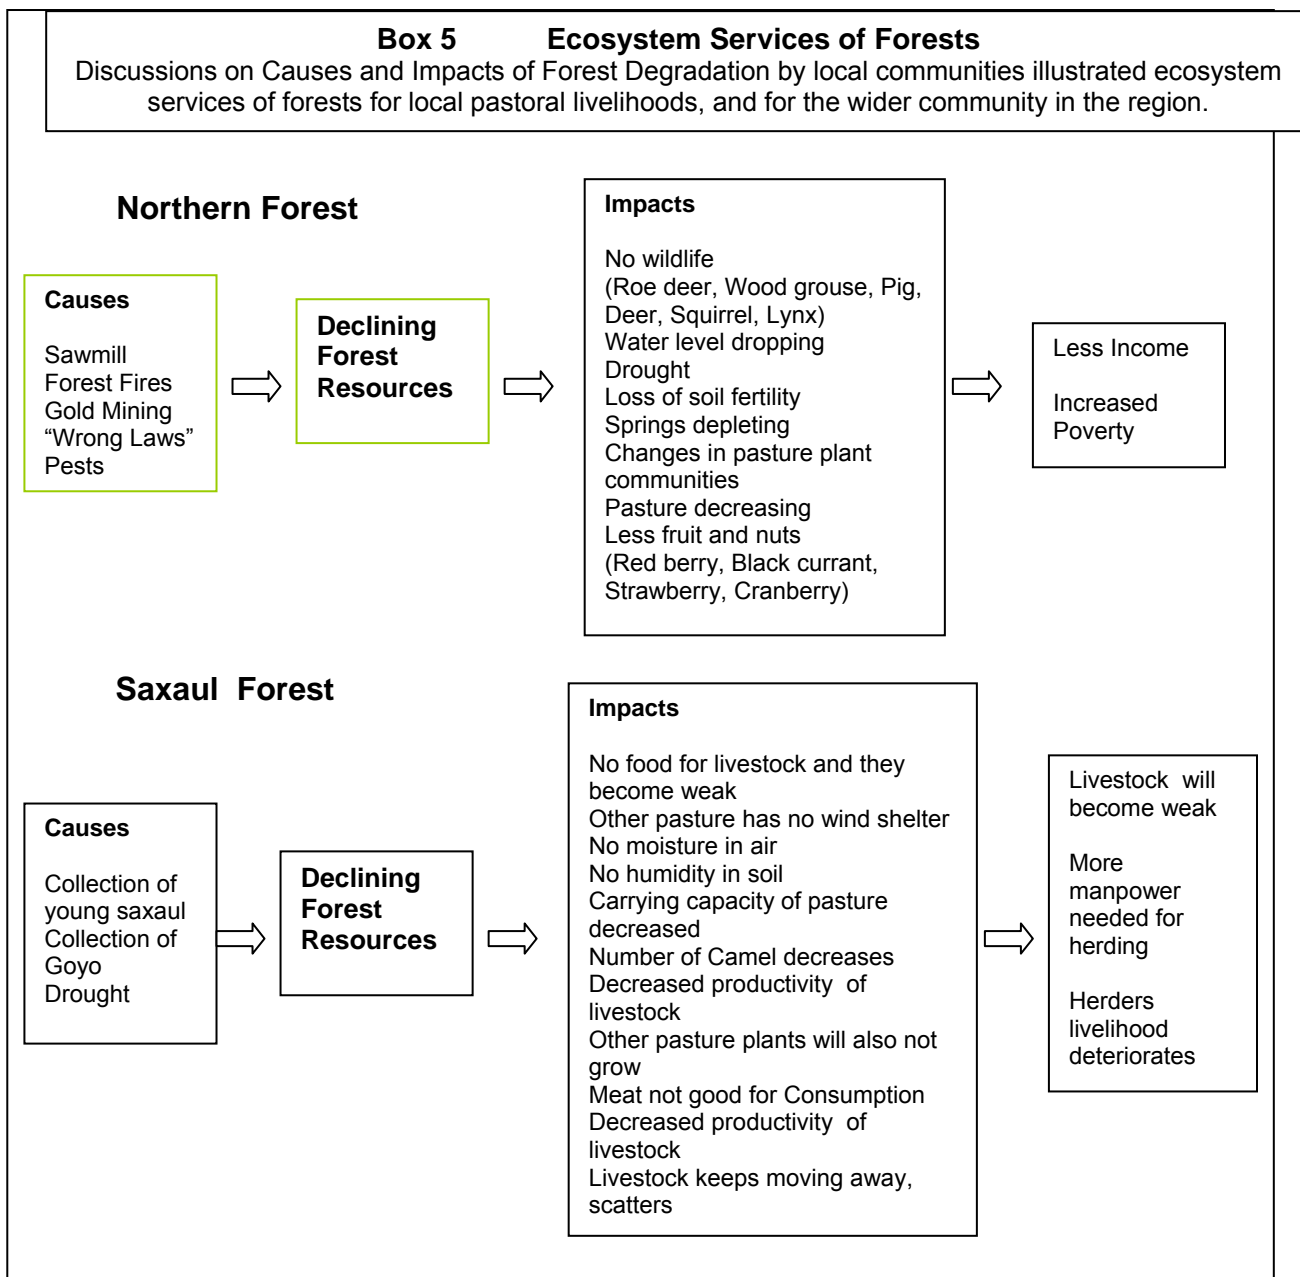 Box 5 Ecosystem Services of Forests
Discussions on Causes and Impacts of Forest Degradation by local communities illustrated ecosystem
services of forests for local pastoral livelihoods, and for the wider community in the region.
Northern Forest
Causes
Sawmill
Forest Fires
Gold Mining
“Wrong Laws”
Pests
Declining
Forest
Resources
Impacts
No wildlife
(Roe deer, Wood grouse, Pig,
Deer, Squirrel, Lynx)
Water level dropping
Drought
Loss of soil fertility
Springs depleting
Changes in pasture plant
communities
Pasture decreasing
Less fruit and nuts
(Red berry, Black currant,
Strawberry, Cranberry)
Less Income
Increased
Poverty
Saxaul Forest
Causes
Collection of
young saxaul
Collection of
Goyo
Drought
Declining
Forest
Resources
Impacts
No food for livestock and they
become weak
Other pasture has no wind shelter
No moisture in air
No humidity in soil
Carrying capacity of pasture
decreased
Number of Camel decreases
Decreased productivity of
livestock
Other pasture plants will also not
grow
Meat not good for Consumption
Decreased productivity of
livestock
Livestock keeps moving away,
scatters
Livestock will
become weak
More
manpower
needed for
herding
Herders
livelihood
deteriorates